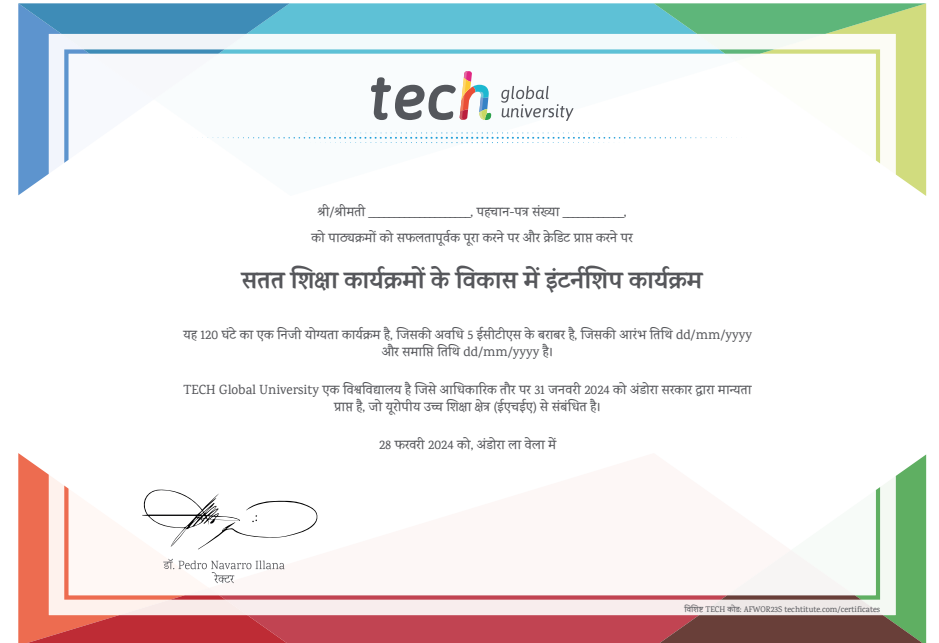 tech global
university
श्री/श्रीमती _________________, पहचान-पत्र संख्या __________,
को पाठ्यक्रमों को सफलतापूर्वक पूरा करने पर और क्रेडिट प्राप्त करने पर
सतत शिक्षा कार्यक्रमों के विकास में इंटर्नशिप कार्यक्रम
यह 120 घंटे का एक निजी योग्यता कार्यक्रम है, जिसकी अवधि 5 ईसीटीएस के बराबर है, जिसकी आरंभ तिथि dd/mm/yyyy
और समाप्ति तिथि dd/mm/yyyy है।
TECH Global University एक विश्वविद्यालय है जिसे आधिकारिक तौर पर 31 जनवरी 2024 को अंडोरा सरकार द्वारा मान्यता
प्राप्त है, जो यूरोपीय उच्च शिक्षा क्षेत्र (ईएचईए) से संबंधित है।
28 फरवरी 2024 को, अंडोरा ला वेला में
डॉ. Pedro Navarro Illana
रेक्टर
विशिष्ट TECH कोड: AFWOR23S techtitute.com/certificates